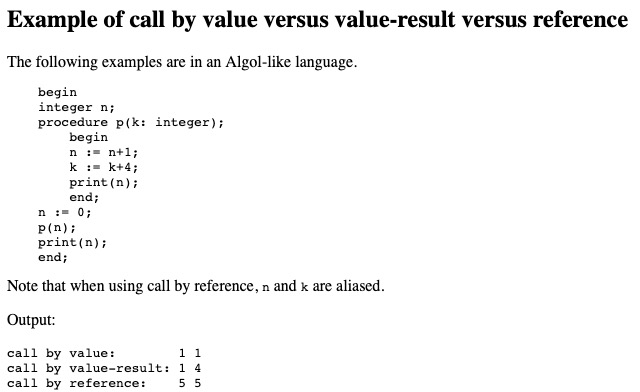 Example of call by value versus value-result versus reference
The following examples are in an Algol-like language.
begin
integer n;
procedure p(k: integer);
begin
n := n+1;
k := k+4;
print(n);
end;
n := 0;
p(n);
print(n);
end;
Note that when using call by reference, n and k are aliased.
Output:
call by value: 1 1
call by value-result: 1 4
call by reference: 5 5